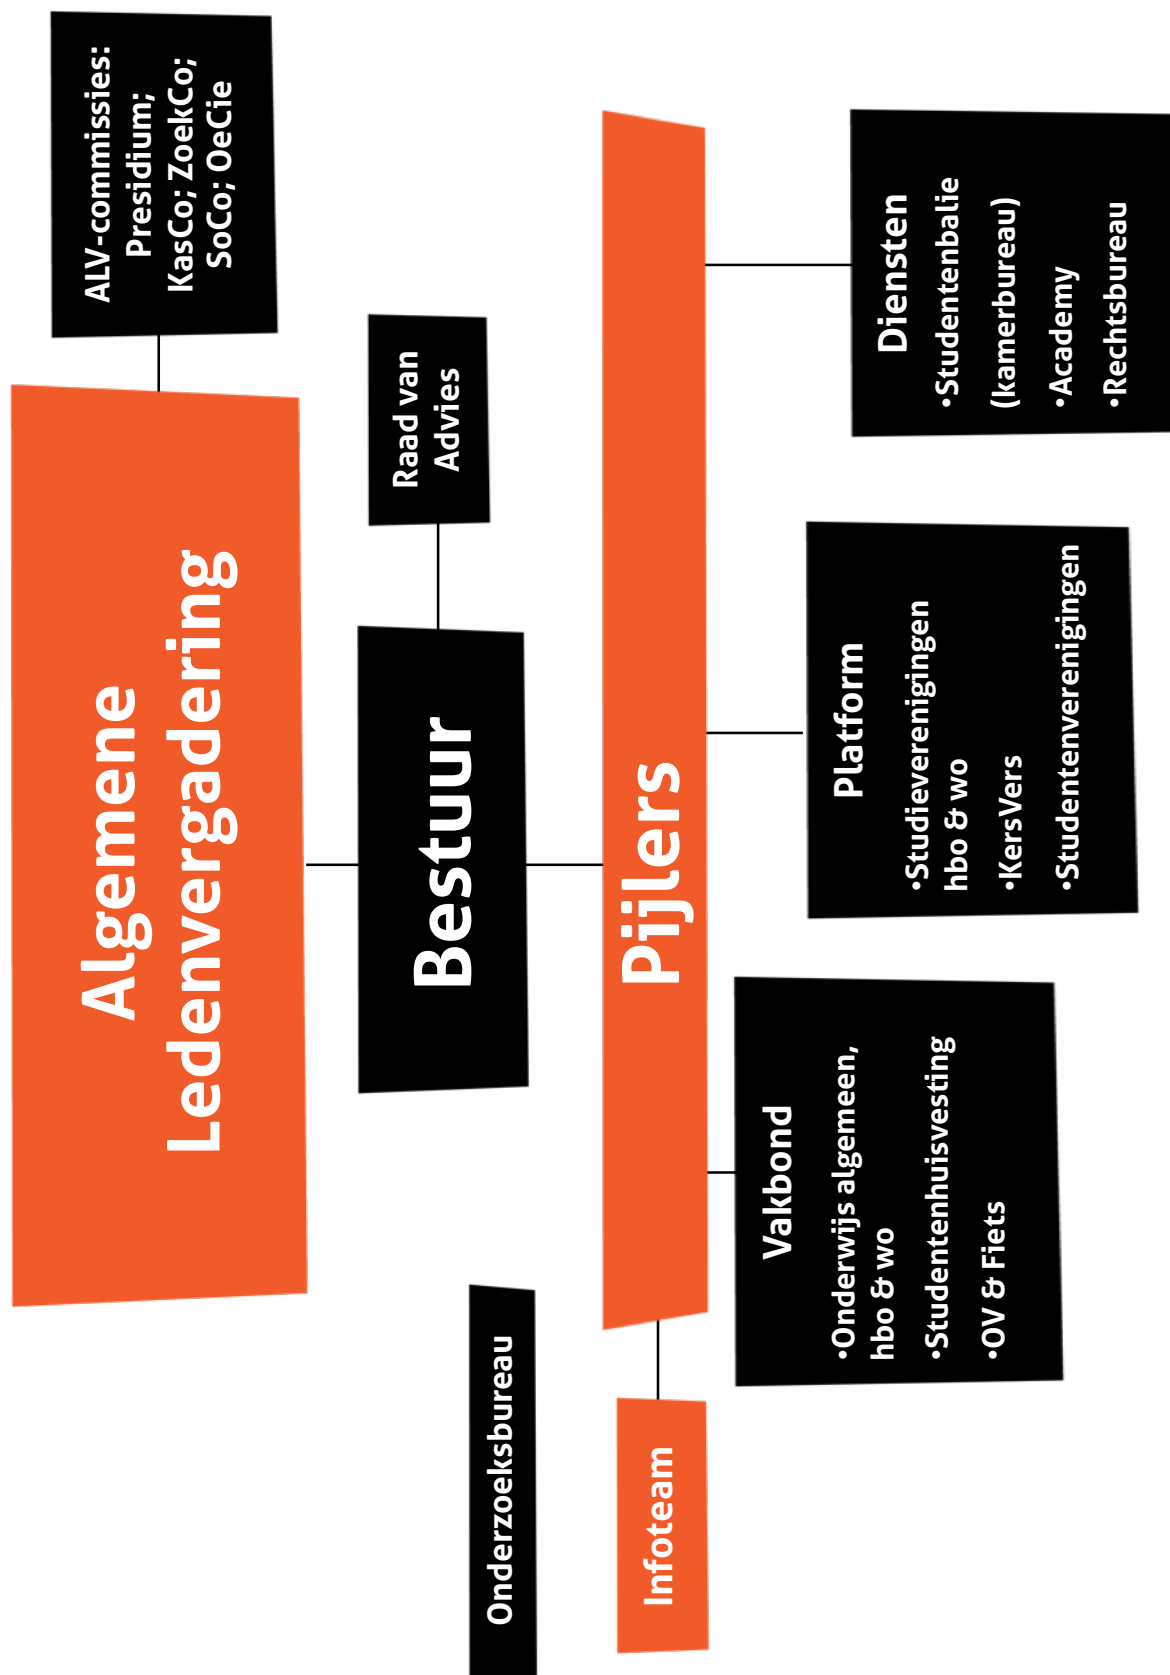 Algemene
Ledenvergadering
ALV-commissies:
Presidium;
KasCo; ZoekCo;
SoCo; OeCie
Bestuur
Raad van
Advies
Onderzoeksbureau
Infoteam
Pijlers
Vakbond
•Onderwijs algemeen,
hbo & wo
•Studentenhuisvesting
•OV & Fiets
Platform
•Studieverenigingen
hbo & wo
•KersVers
•Studentenverenigingen
Diensten
•Studentenbalie
(kamerbureau)
•Academy
•Rechtsbureau